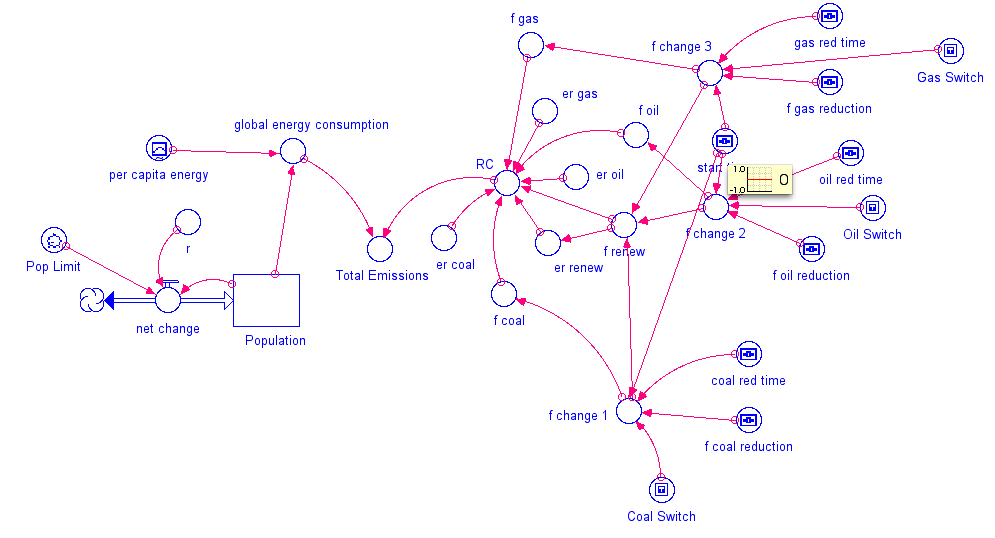 f gas
gas red time
f change 3
Gas Switch
er gas
f gas reduction
f oil
global energy consumption
per capita energy
RC
start
1.0
0
-1.0
er oil
oil red time
r
Pop Limit
Total Emissions
er coal
er renew
f renew
f change 2
Oil Switch
f oil reduction
net change
Population
f coal
coal red time
f change 1
f coal reduction
Coal Switch